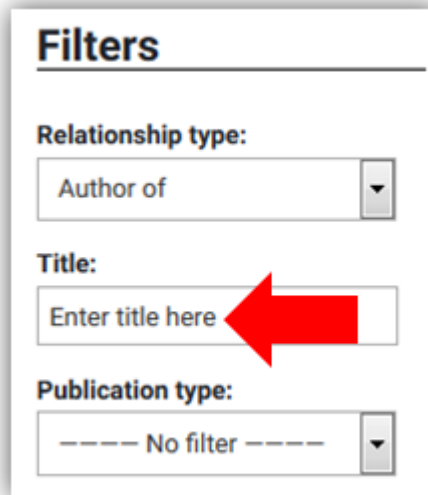 Filters
Relationship type:
Author of
Title:
Enter title here
Publication type:
———— No filter ————